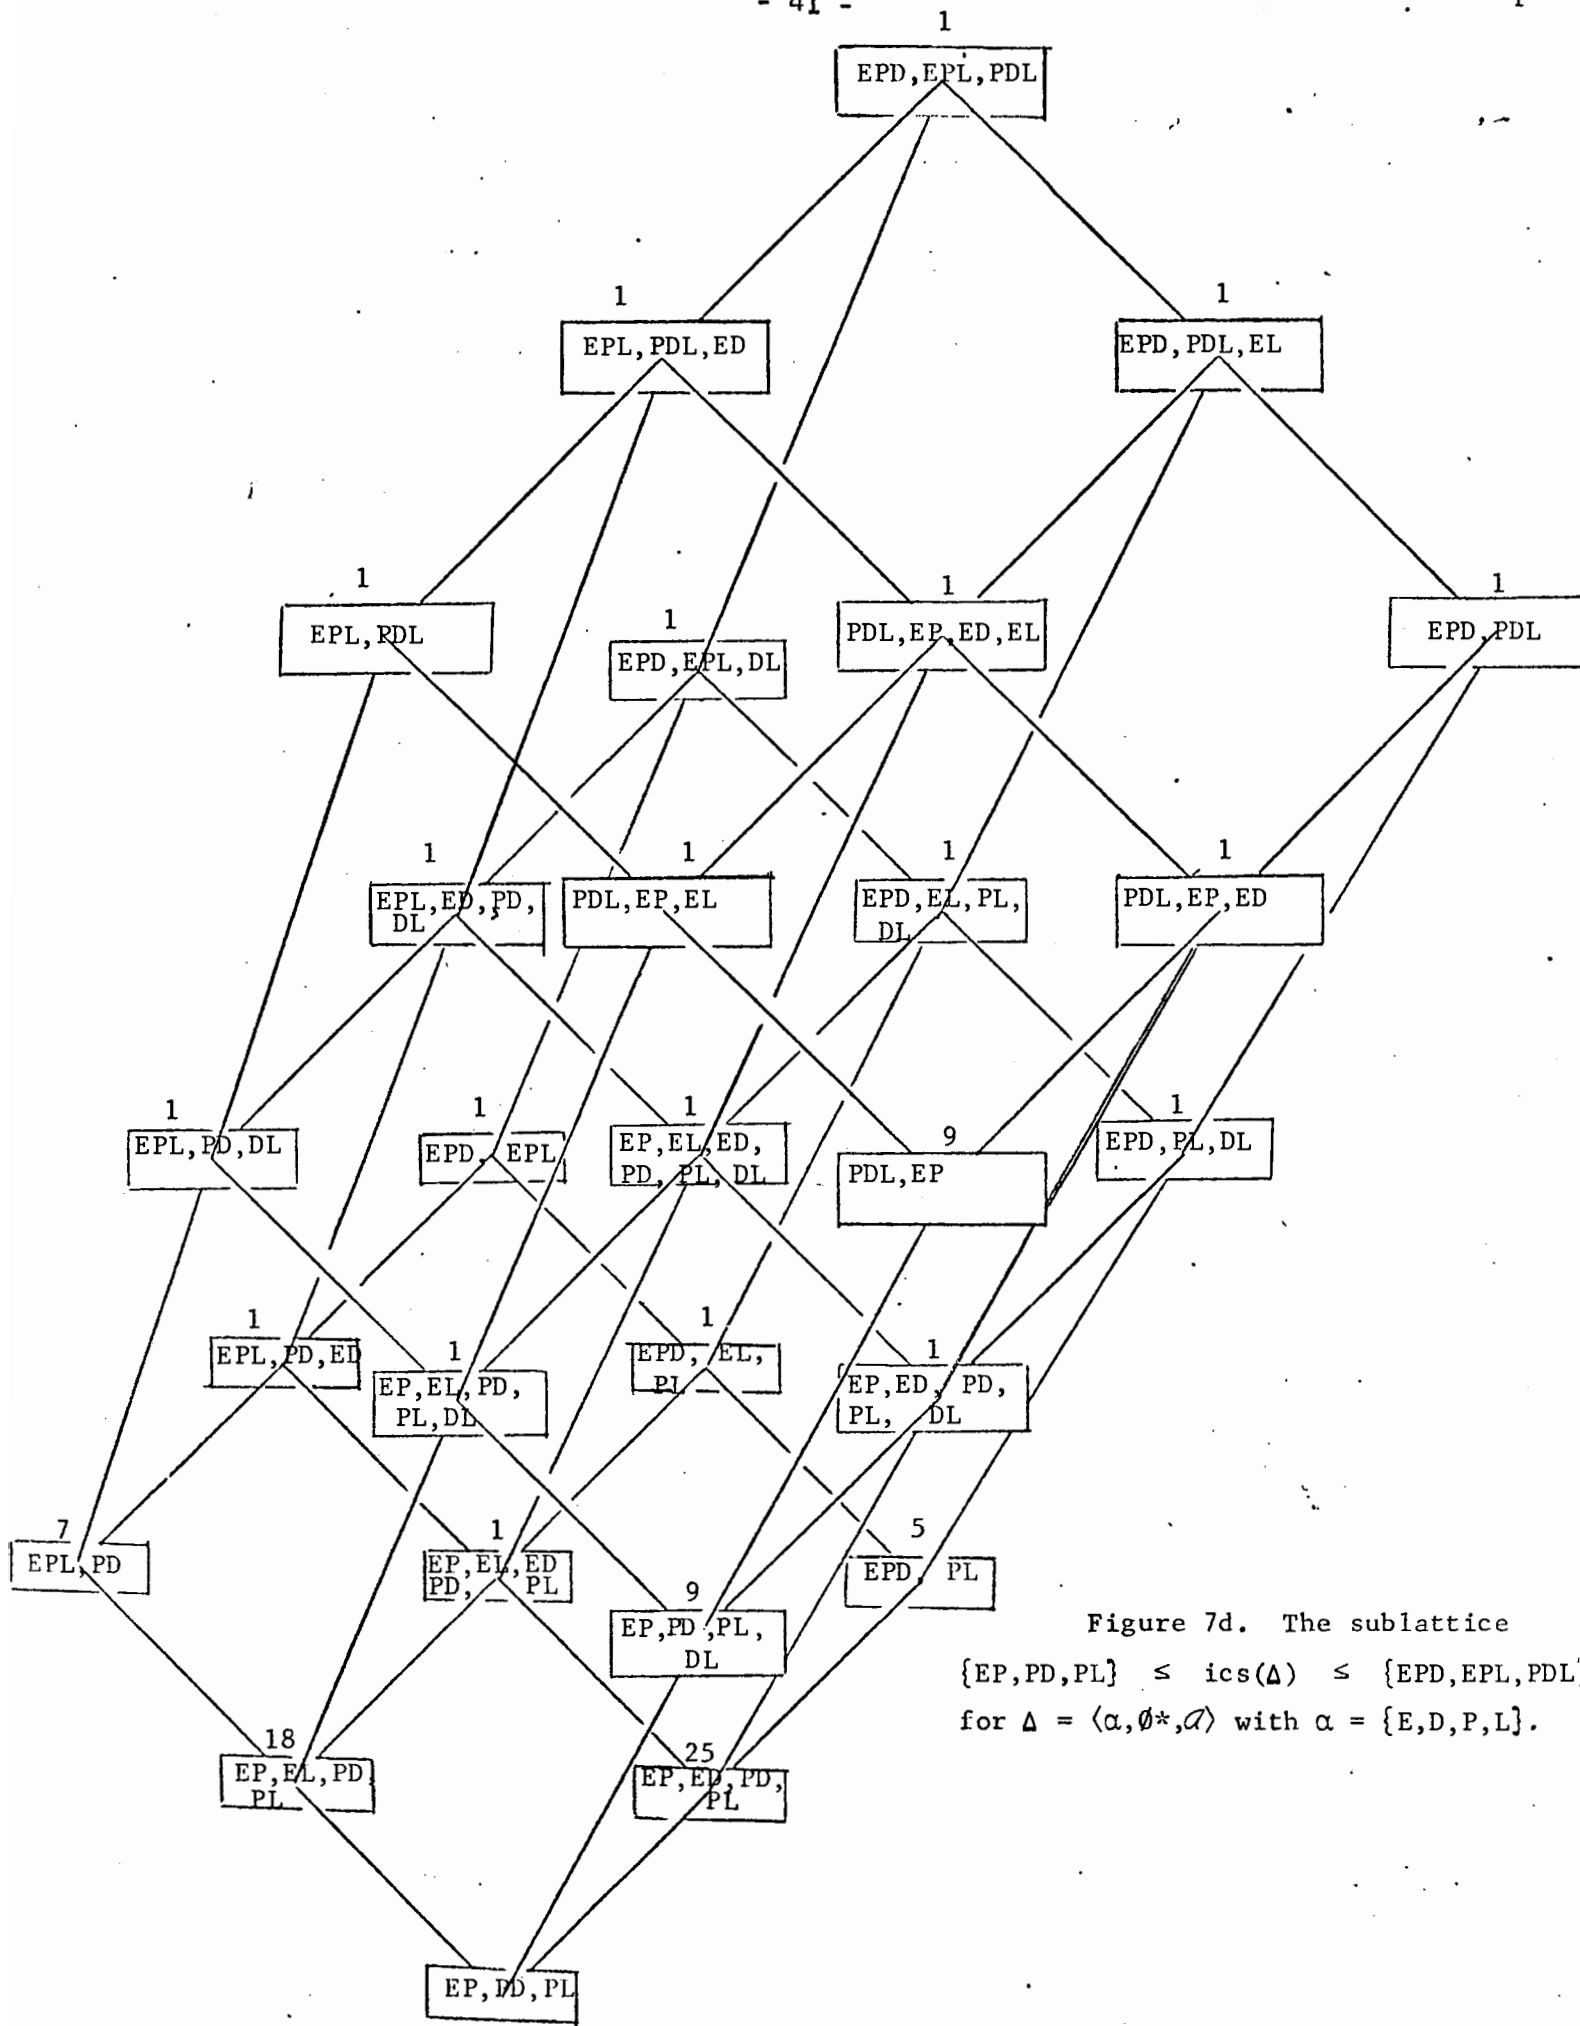 - 41 -
1
EPD,EPL,PDL
1
1
EPL,PDL,ED
EPD,PDL,EL
1
1
1
1
EPL,PDL
EPD,EPL,DL
PDL,EP,ED,EL
EPD,PDL
1
1
1
1
EPL,ED,PD,
DL
PDL,EP,EL
EPD,EL,PL,
DL
PDL,EP,ED
1
1
1
9
1
EPL,PD,DL
EPD, EPL
EP,EL,ED,
PD, PL, DL
PDL,EP
EPD,PL,DL
1
1
1
1
EPL,PD,ED
EP,EL,PD,
PL,DL
EPD, EL,
PL
EP,ED, PD,
PL, DL
7
1
9
5
EPL,PD
EP,EL,ED
PD, PL
EP,PD,PL,
DL
EPD, PL
Figure 7d. The sublattice
{EP,PD,PL} ≤ ics(Δ) ≤ {EPD,EPL,PDL}
for Δ = ⟨α,Ø*,𝒶⟩ with α = {E,D,P,L}.
18
25
EP,EL,PD
PL
EP,ED,PD,
PL
EP,PD,PL